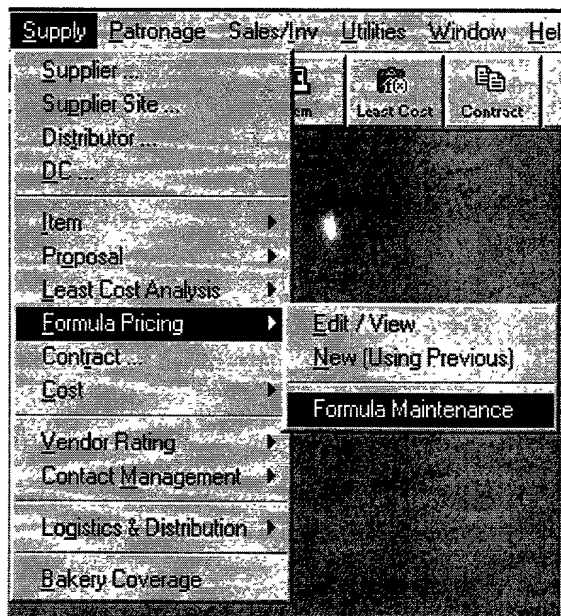 Supply Patronage Sales/Inv Utilities Window Hel
Supplier ...
Supplier Site ...
Distributor ...
DC ...
em Least Cost Contract
Item
Proposal
Least Cost Analysis
Formula Pricing
Contract ...
Cost
Edit / View
New (Using Previous)
Formula Maintenance
Vendor Rating
Contact Management
Logistics & Distribution
Bakery Coverage